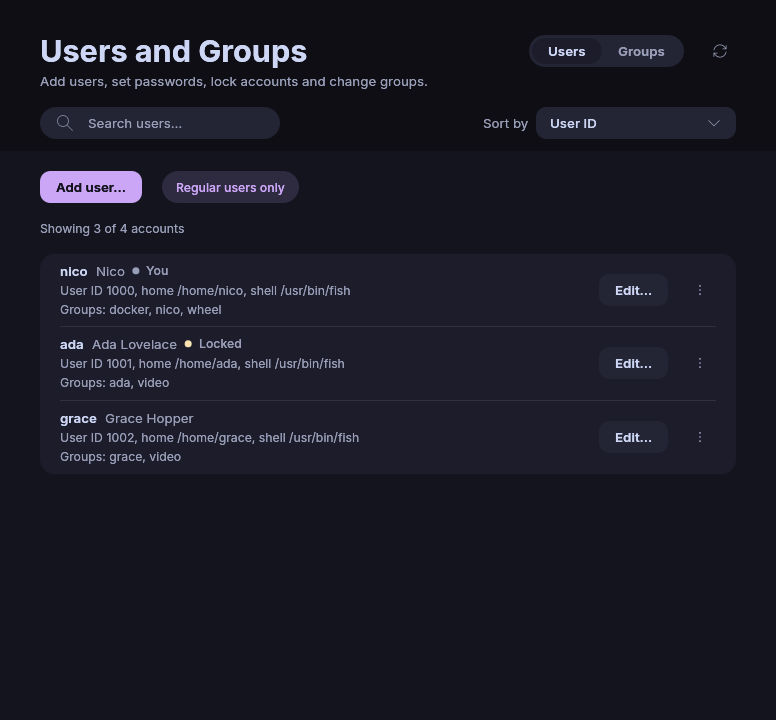 Users and Groups
Users
Groups
Add users, set passwords, lock accounts and change groups.
Search users...
Sort by
User ID
Add user...
Regular users only
Showing 3 of 4 accounts
nico Nico You
User ID 1000, home /home/nico, shell /usr/bin/fish
Groups: docker, nico, wheel
Edit...
ada Ada Lovelace Locked
User ID 1001, home /home/ada, shell /usr/bin/fish
Groups: ada, video
Edit...
grace Grace Hopper
User ID 1002, home /home/grace, shell /usr/bin/fish
Groups: grace, video
Edit...